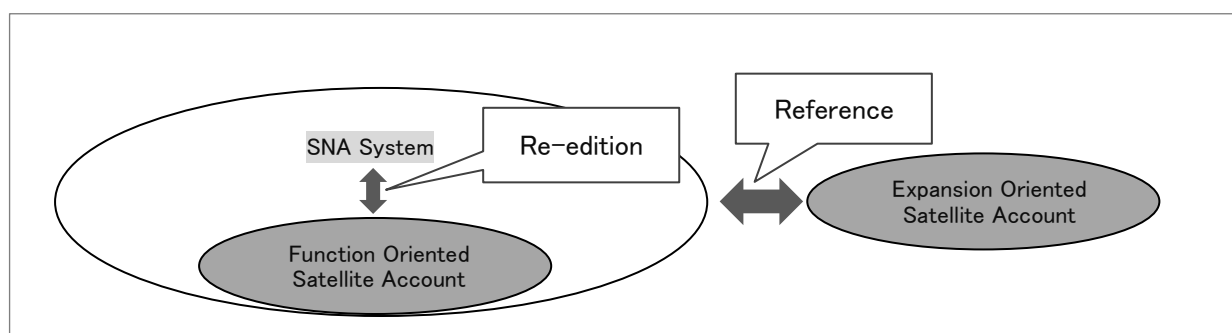 Reference
Re-edition
SNA System
Expansion Oriented
Satellite Account
Function Oriented
Satellite Account